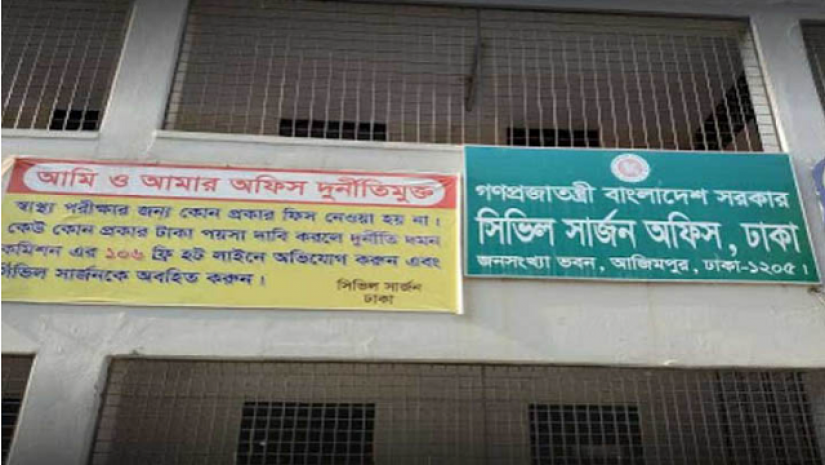 আমি ও আমার অফিস দুর্নীতিমুক্ত
স্বাস্থ্য পরীক্ষার জন্য কোন প্রকার ফিস নেওয়া হয় না।
কেউ কোন প্রকার টাকা পয়সা দাবি করলে দুর্নীতি দমন
কমিশন এর ১০৬ ফ্রি হট লাইনে অভিযোগ করুন এবং
সিভিল সার্জনকে অবহিত করুন।
সিভিল সার্জন
ঢাকা
গণপ্রজাতন্ত্রী বাংলাদেশ সরকার
সিভিল সার্জন অফিস, ঢাকা
জনসংখ্যা ভবন, আজিমপুর, ঢাকা-১২০৫।